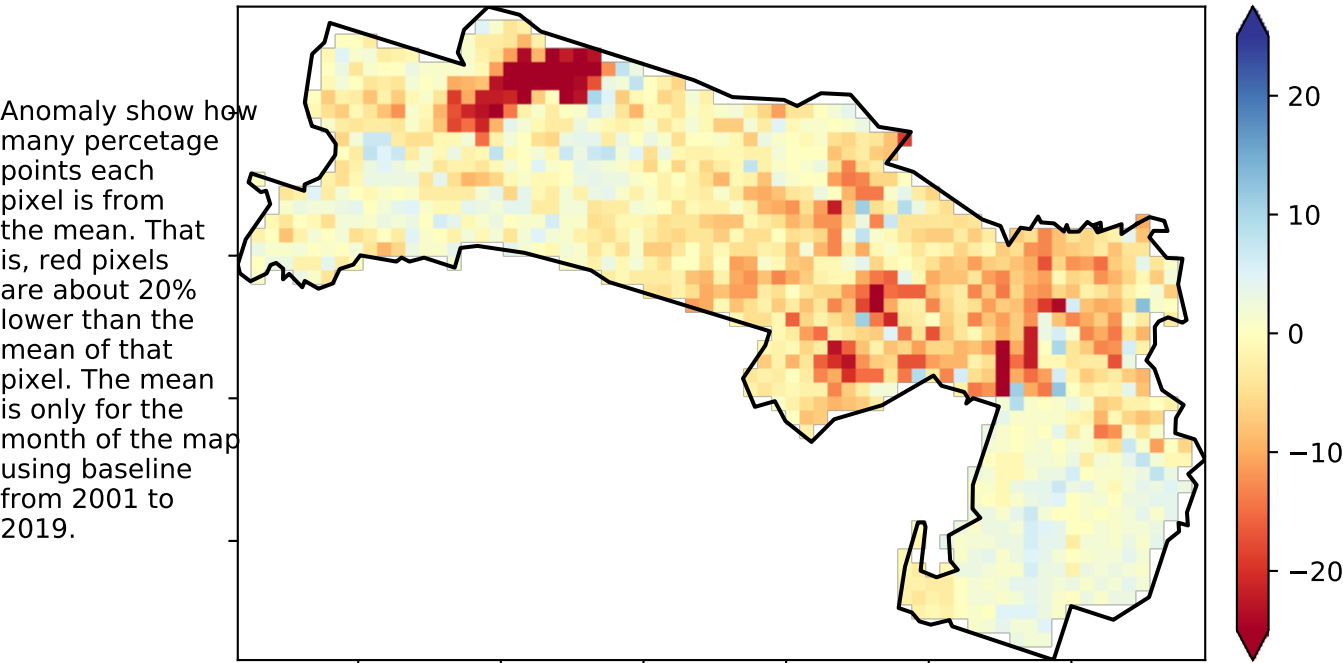 Anomaly show how
many percetage
points each
pixel is from
the mean. That
is, red pixels
are about 20%
lower than the
mean of that
pixel. The mean
is only for the
month of the map
using baseline
from 2001 to
2019.
20
10
0
−10
−20